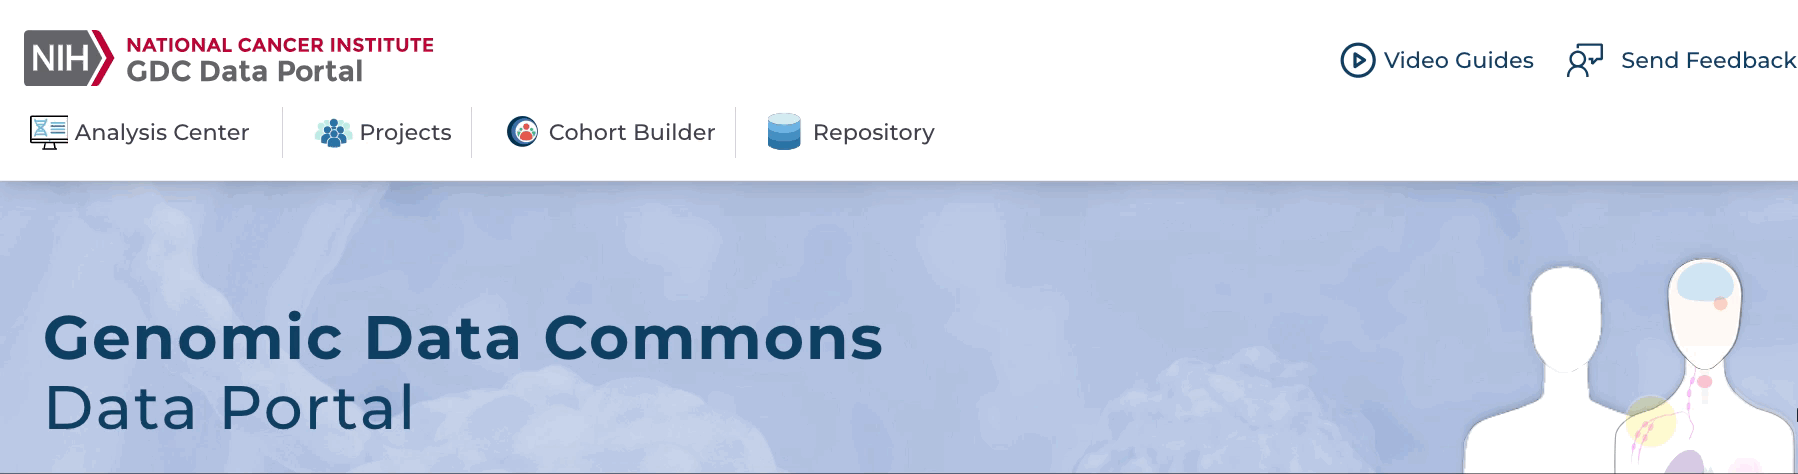 NIH NATIONAL CANCER INSTITUTE
GDC Data Portal
Video Guides
Send Feedback
Analysis Center
Projects
Cohort Builder
Repository
Genomic Data Commons
Data Portal